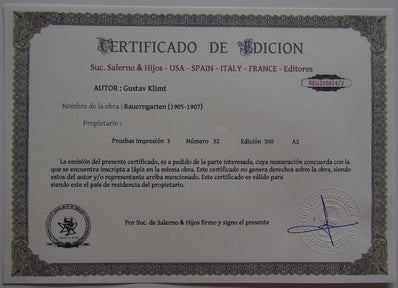 CERTIFICADO DE EDICION
Suc. Salerno & Hijos - USA - SPAIN - ITALY - FRANCE - Editores
REG235814/2
AUTOR : Gustav Klimt
Nombre de la obra : Bauerngarten (1905-1907)
Propietario :
Pruebas impresión 3 Número 32 Edición 300 A2
La emisión del presente certificado, es a pedido de la parte interesada, cuya numeración concuerda con la
que se encuentra inscripta a lápiz en la misma obra. Este certificado no genera derechos sobre la obra, siendo
estos del autor y/o representante arriba mencionado. Este certificado es válido para
siendo este el país de residencia del propietario.
Por Suc. de Salerno & Hijos firmo y signo el presente